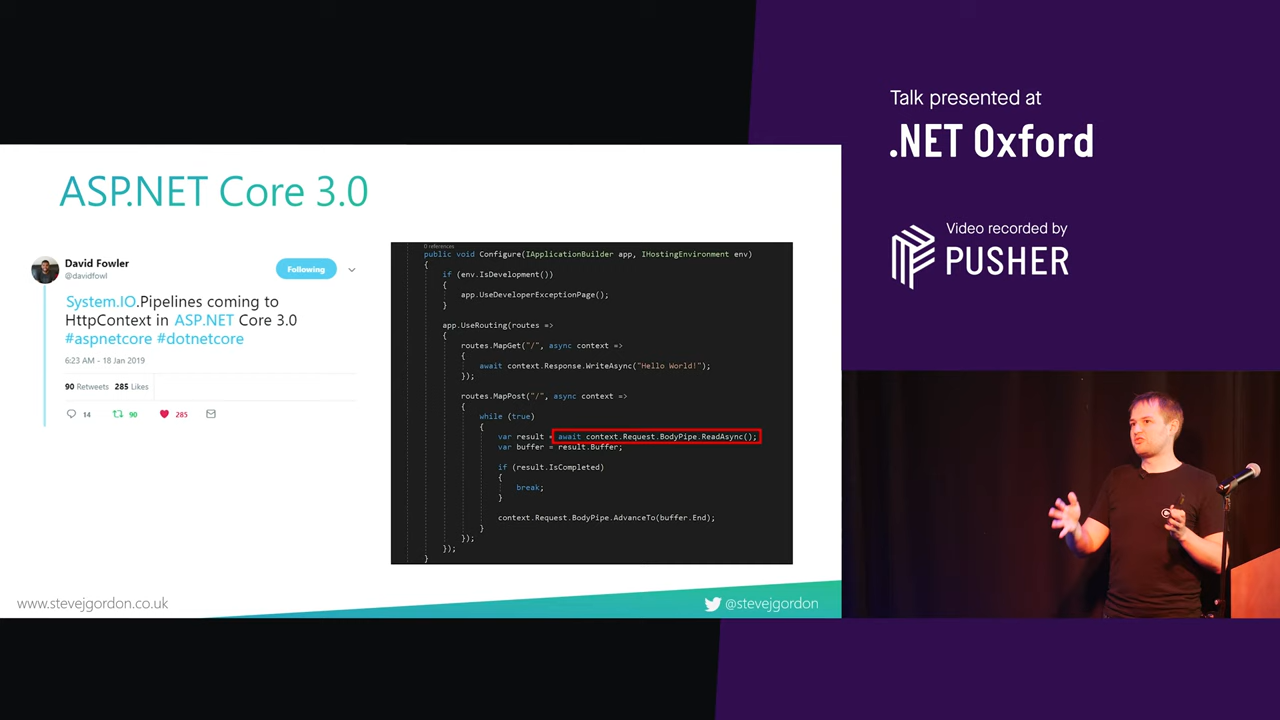 Talk presented at
.NET Oxford
Video recorded by
PUSHER
ASP.NET Core 3.0
David Fowler
@davidfowl
Following
System.IO.Pipelines coming to
HttpContext in ASP.NET Core 3.0
#aspnetcore #dotnetcore
6:23 AM - 18 Jan 2019
90 Retweets 285 Likes
14 90 285
0 references
public void Configure(IApplicationBuilder app, IHostingEnvironment env)
{
if (env.IsDevelopment())
{
app.UseDeveloperExceptionPage();
}
app.UseRouting(routes =>
{
routes.MapGet("/", async context =>
{
await context.Response.WriteAsync("Hello World!");
});
routes.MapPost("/", async context =>
{
while (true)
{
var result = await context.Request.BodyPipe.ReadAsync();
var buffer = result.Buffer;
if (result.IsCompleted)
{
break;
}
context.Request.BodyPipe.AdvanceTo(buffer.End);
}
});
});
}
www.stevejgordon.co.uk
@stevejgordon